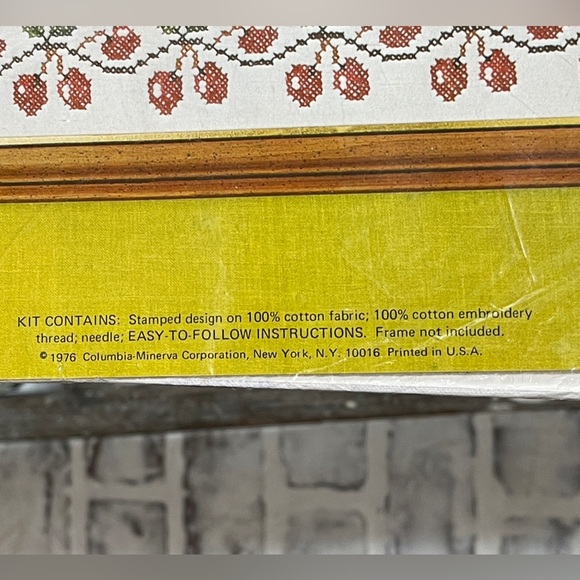 KIT CONTAINS: Stamped design on 100% cotton fabric; 100% cotton embroidery
thread; needle; EASY-TO-FOLLOW INSTRUCTIONS. Frame not included.
© 1976 Columbia-Minerva Corporation, New York, N.Y. 10016 Printed in U.S.A.